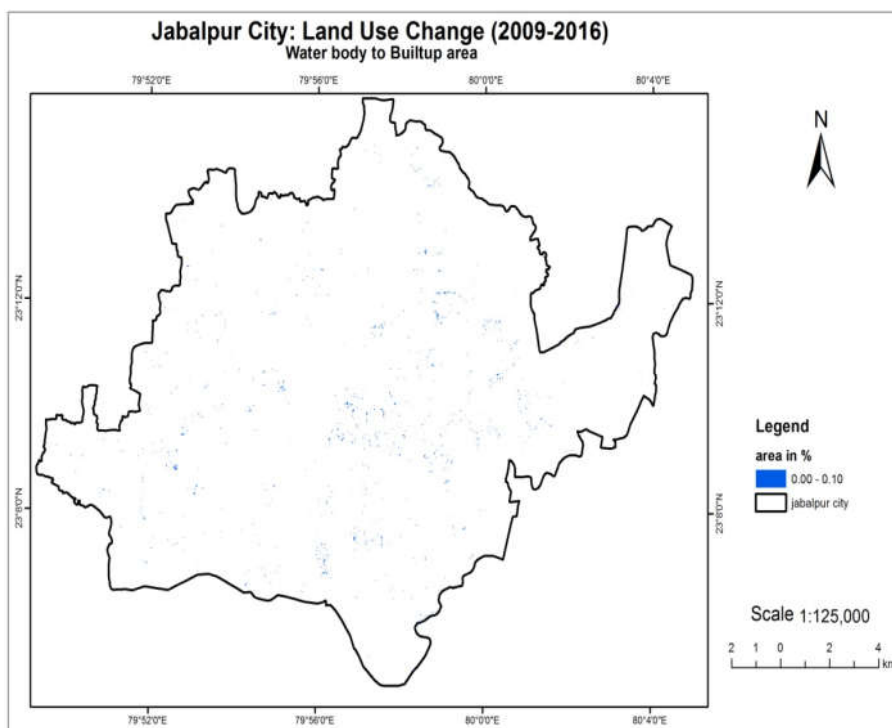 Jabalpur City: Land Use Change (2009-2016)
Water body to Builtup area
79°52'0"E 79°56'0"E 80°0'0"E 80°4'0"E
N
23°12'0"N 23°12'0"N
Legend
area in %
0.00 - 0.10
jabalpur city
23°8'0"N 23°8'0"N
Scale 1:125,000
2 1 0 2 4
km
79°52'0"E 79°56'0"E 80°0'0"E 80°4'0"E